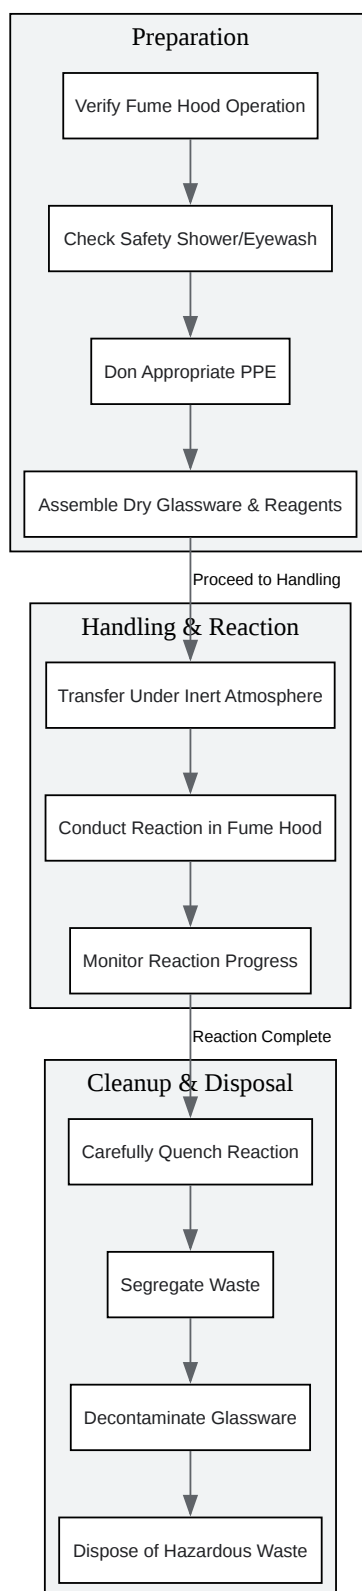 Preparation
Verify Fume Hood Operation
Check Safety Shower/Eyewash
Don Appropriate PPE
Assemble Dry Glassware & Reagents
Proceed to Handling
Handling & Reaction
Transfer Under Inert Atmosphere
Conduct Reaction in Fume Hood
Monitor Reaction Progress
Reaction Complete
Cleanup & Disposal
Carefully Quench Reaction
Segregate Waste
Decontaminate Glassware
Dispose of Hazardous Waste